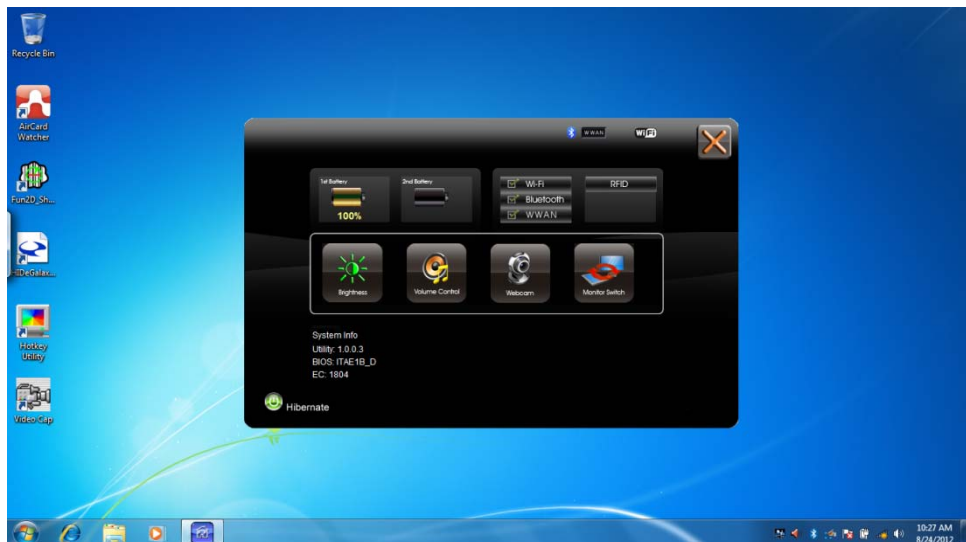 Recycle Bin
AirCard
Watcher
Fun2D_Sh...
HIDeGalax...
Hotkey
Utility
Video Cap
WWAN
WiFi
1st Battery
100%
2nd Battery
Wi-Fi
Bluetooth
WWAN
RFID
Brightness
Volume Control
Webcam
Monitor Switch
System Info
Utility: 1.0.0.3
BIOS: ITAE1B_D
EC: 1804
Hibernate
10:27 AM
8/24/2012